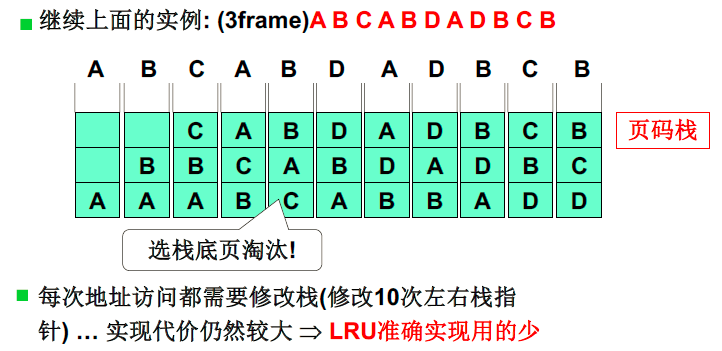 继续上面的实例: (3frame)A B C A B D A D B C B
A B C A B D A D B C B
C A B D A D B C B
页码栈
B B C A B D A D B C
A A A B C A B B A D D
选栈底页淘汰!
每次地址访问都需要修改栈(修改10次左右栈指
针) … 实现代价仍然较大 ⇒ LRU准确实现用的少